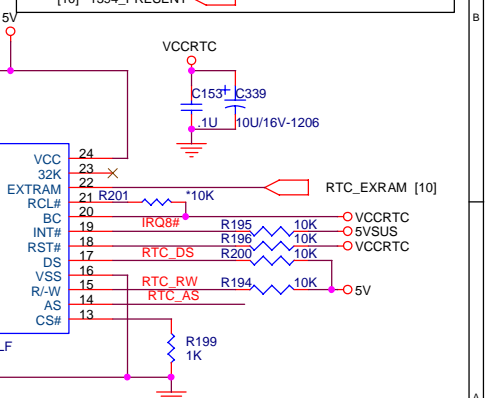 [10] 1394_PRESENT
5V
B
VCCRTC
C153 + C339
.1U 10U/16V-1206
VCC 24
32K 23
EXTRAM 22 RTC_EXRAM [10]
RCL# 21 R201 *10K
BC 20 VCCRTC
INT# 19 IRQ8# R195 10K 5VSUS
RST# 18 R196 10K VCCRTC
DS 17 RTC_DS R200 10K
VSS 16
R/-W 15 RTC_RW R194 10K 5V
AS 14 RTC_AS
CS# 13
R199
1K
LF
A